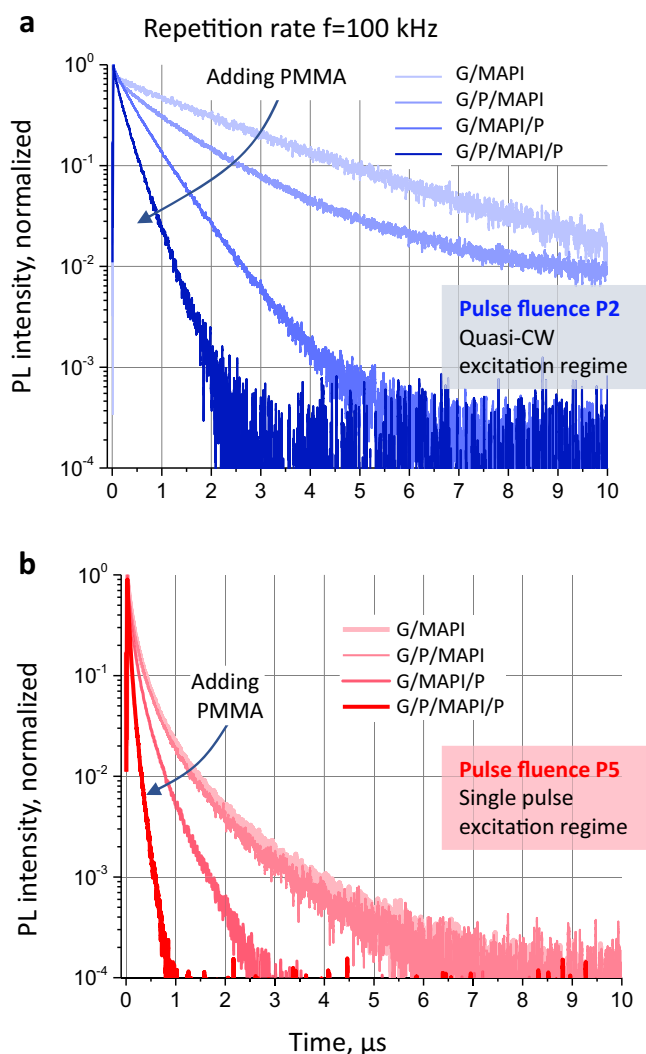 a
Repetition rate f=100 kHz
PL intensity, normalized
10⁰
10⁻¹
10⁻²
10⁻³
10⁻⁴
Adding PMMA
G/MAPI
G/P/MAPI
G/MAPI/P
G/P/MAPI/P
Pulse fluence P2
Quasi-CW
excitation regime
0 1 2 3 4 5 6 7 8 9 10
b
PL intensity, normalized
10⁰
10⁻¹
10⁻²
10⁻³
10⁻⁴
Adding
PMMA
G/MAPI
G/P/MAPI
G/MAPI/P
G/P/MAPI/P
Pulse fluence P5
Single pulse
excitation regime
0 1 2 3 4 5 6 7 8 9 10
Time, µs